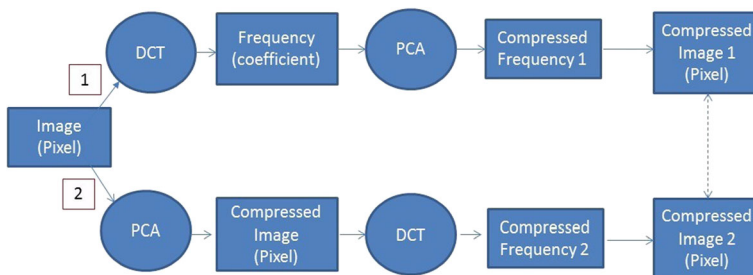 DCT
Frequency
(coefficient)
PCA
Compressed
Frequency 1
Compressed
Image 1
(Pixel)
1
Image
(Pixel)
2
PCA
Compressed
Image
(Pixel)
DCT
Compressed
Frequency 2
Compressed
Image 2
(Pixel)